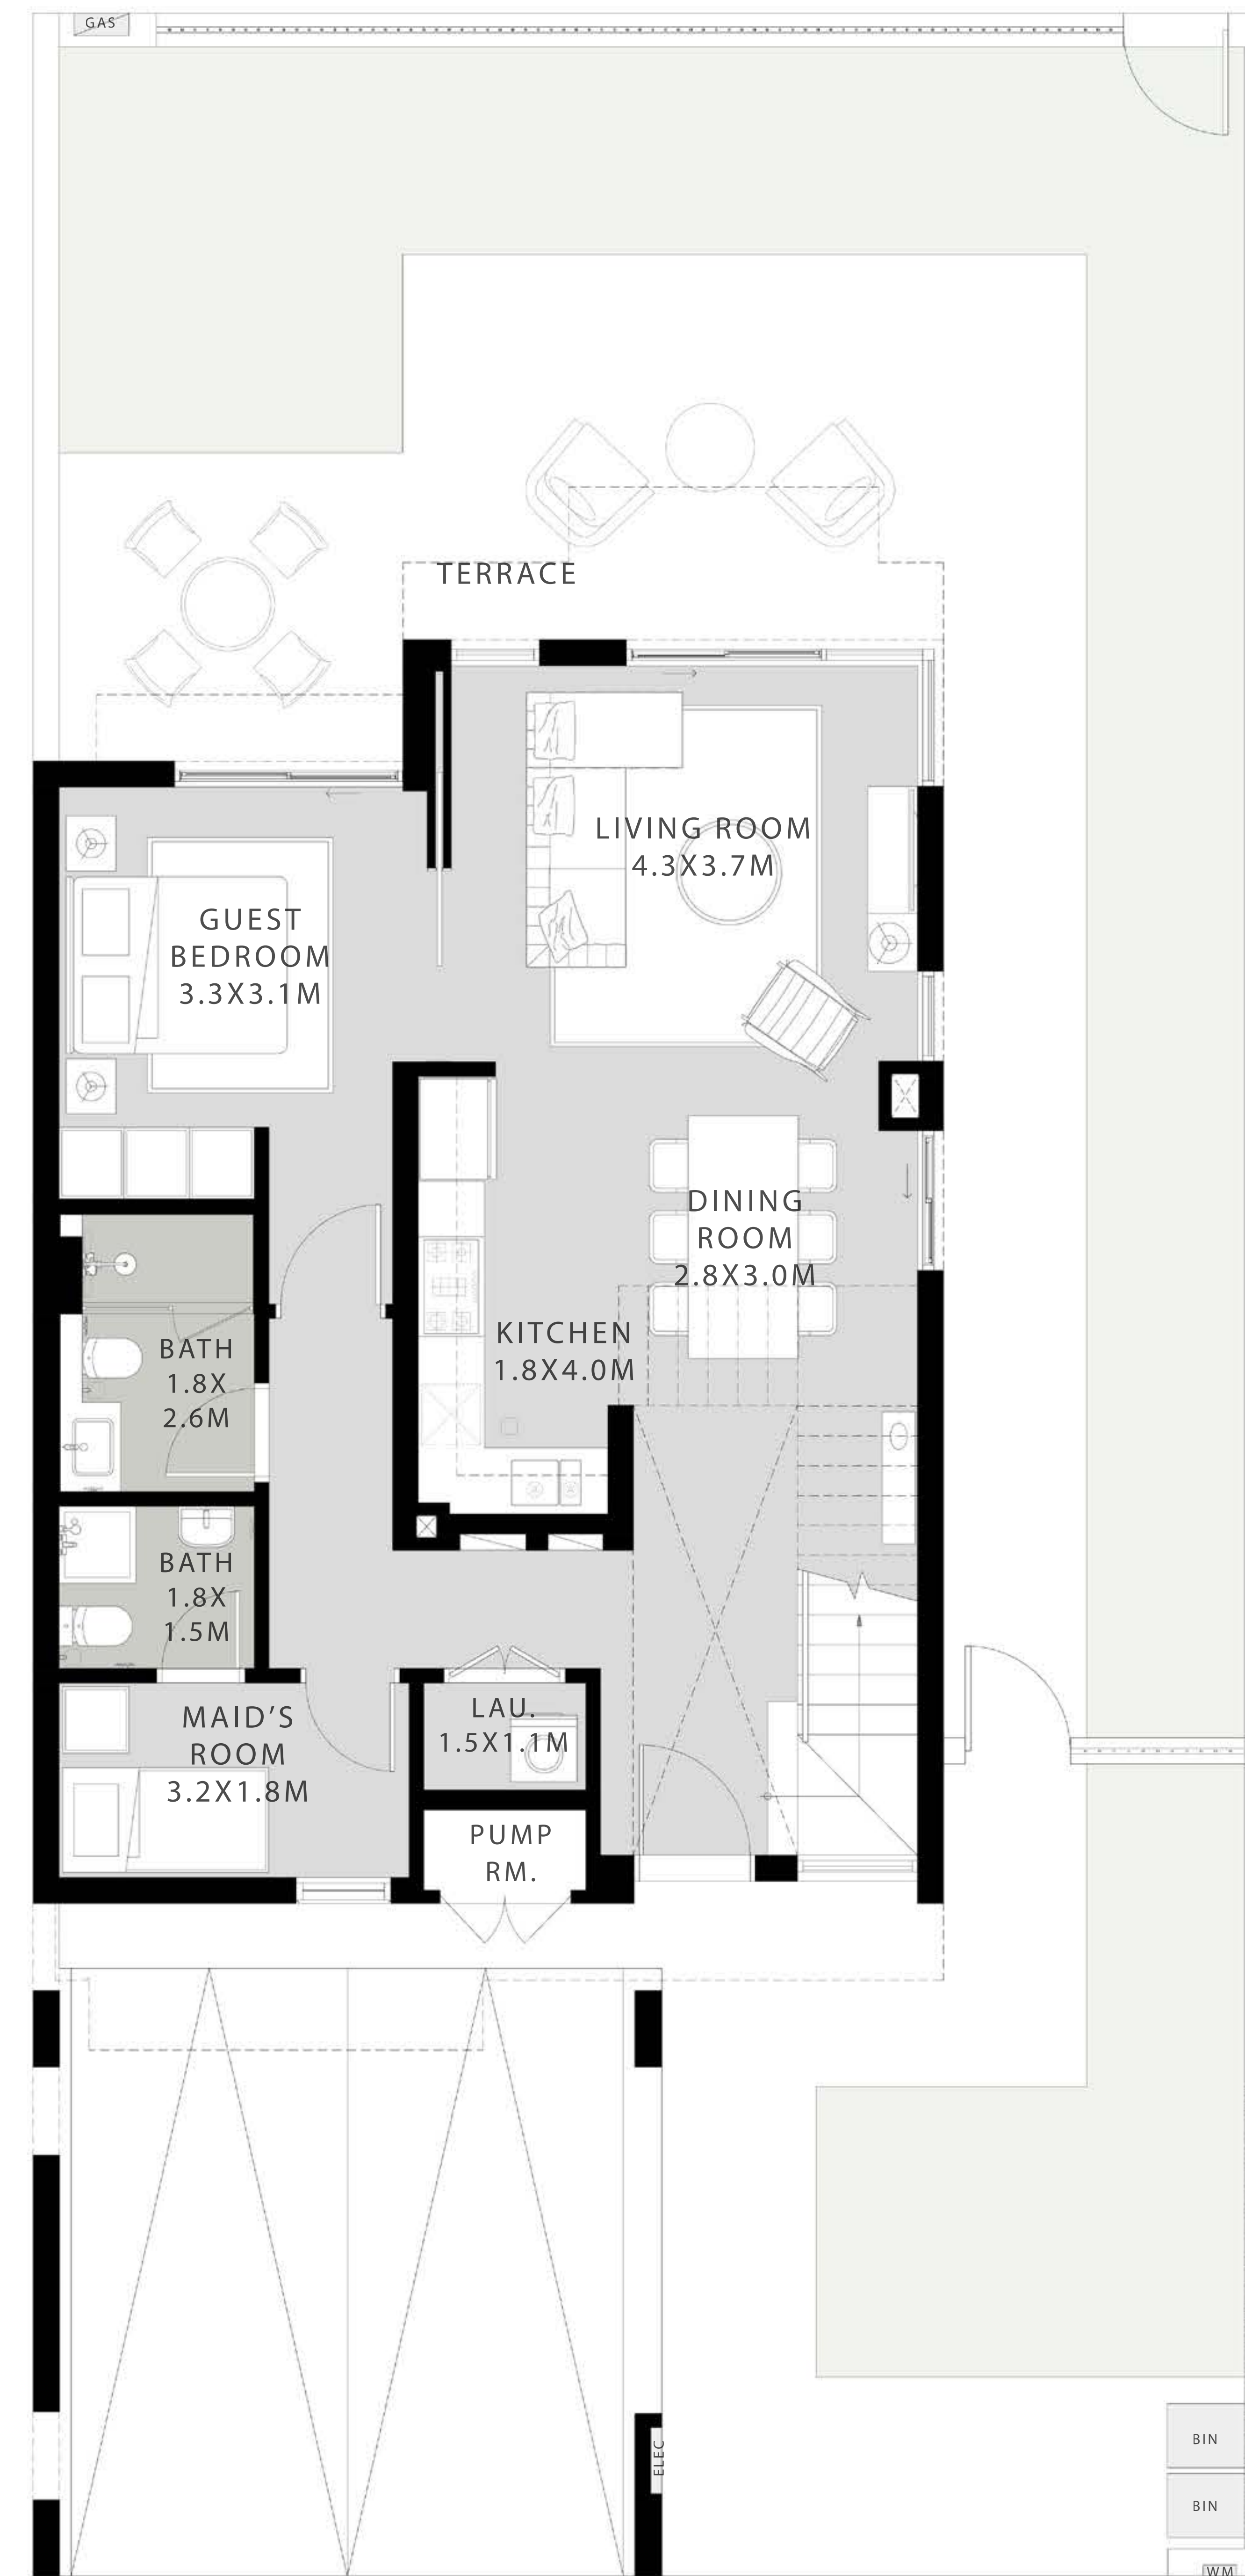 GAS
TERRACE
LIVING ROOM
4.3X3.7M
GUEST
BEDROOM
3.3X3.1M
DINING
ROOM
2.8X3.0M
KITCHEN
1.8X4.0M
BATH
1.8X
2.6M
BATH
1.8X
1.5M
MAID’S
ROOM
3.2X1.8M
LAU.
1.5X1.1M
PUMP
RM.
ELEC
BIN
BIN
WM